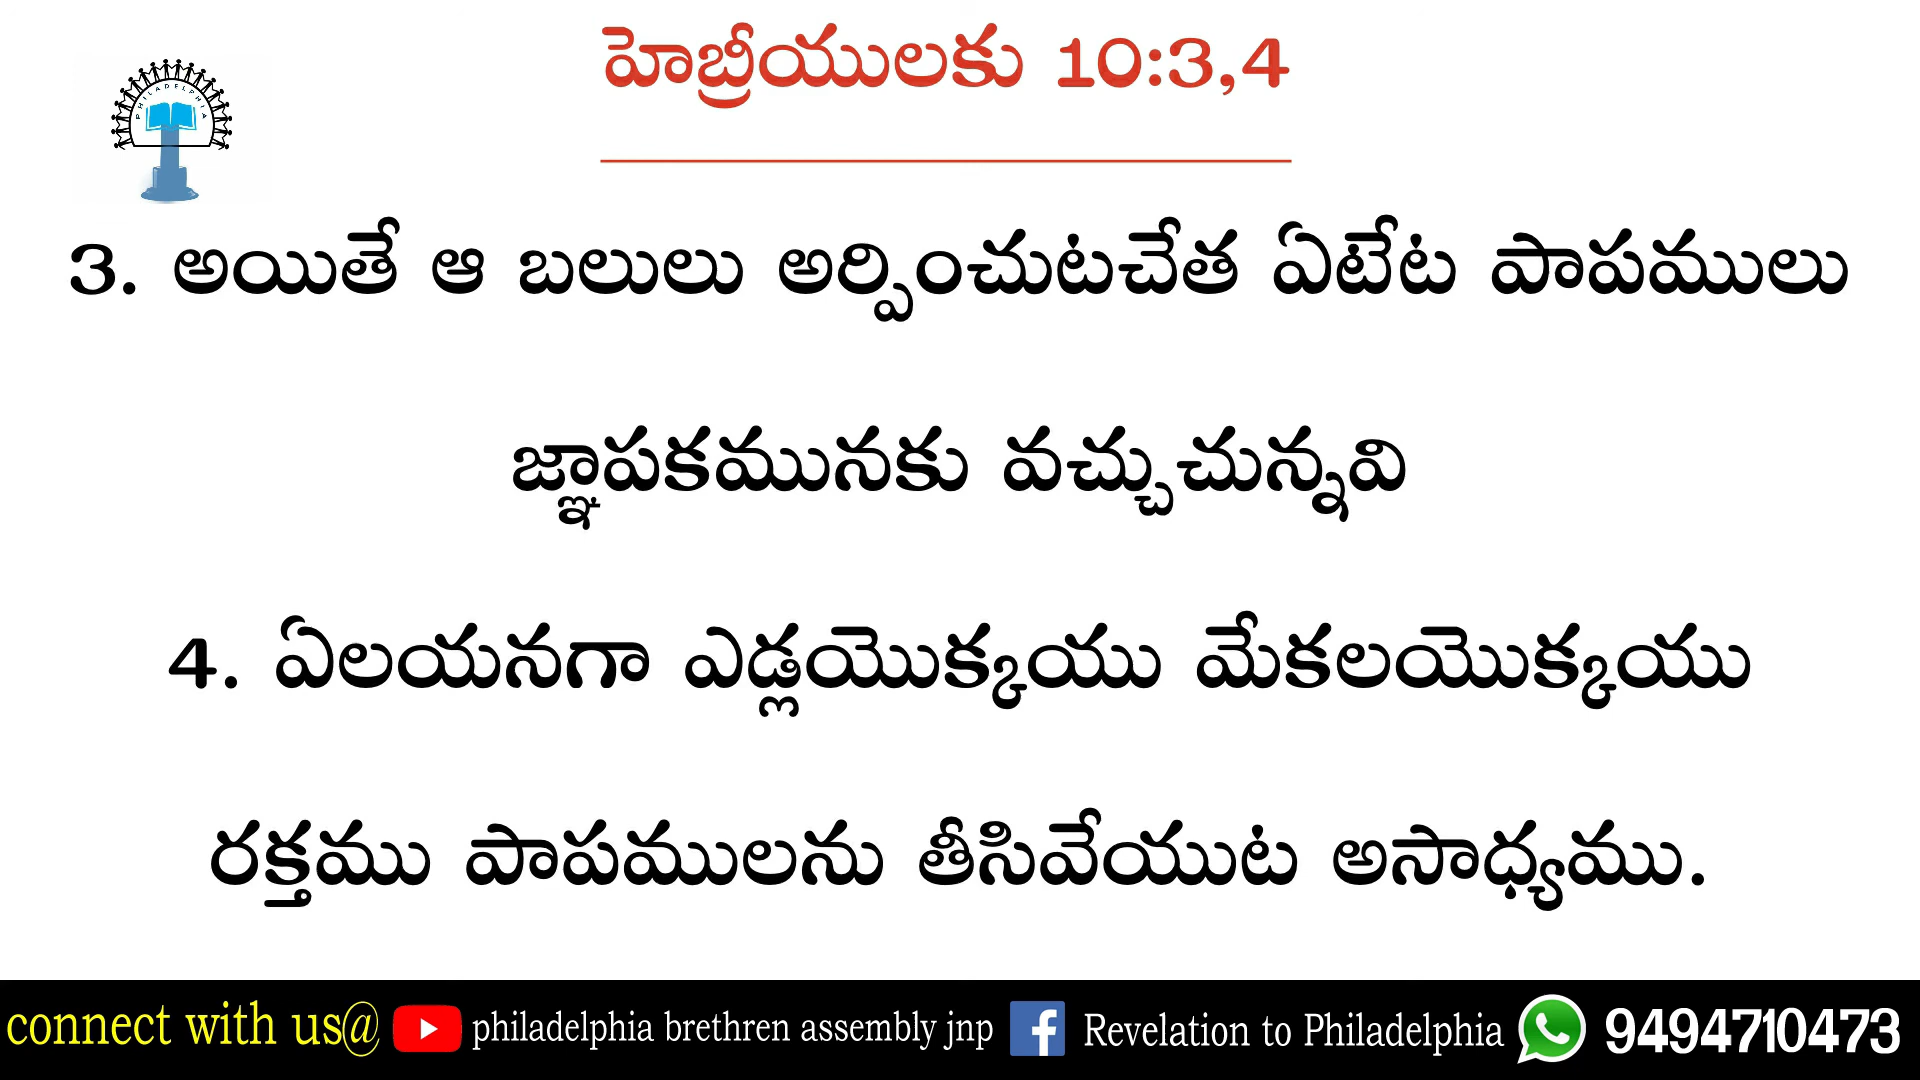 హెబ్రీయులకు 10:3,4
PHILADELPHIA
3. అయితే ఆ బలులు అర్పించుటచేత ఏటేట పాపములు
జ్ఞాపకమునకు వచ్చుచున్నవి
4. ఏలయనగా ఎడ్లయొక్కయు మేకలయొక్కయు
రక్తము పాపములను తీసివేయుట అసాధ్యము.
connect with us@ philadelphia brethren assembly jnp Revelation to Philadelphia 9494710473